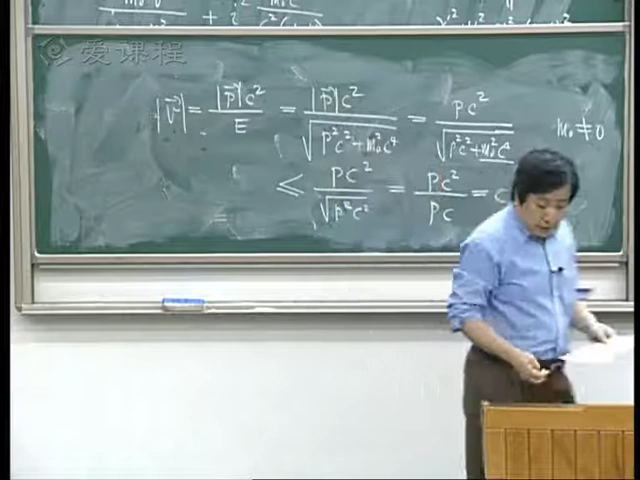 爱课程
|v⃗| = |p⃗|c² / E = |p⃗|c² / √(p²c²+m₀²c⁴) = pc² / √(p²c²+m₀²c⁴) m₀≠0
≤ pc² / √(p²c²) = pc² / pc = c